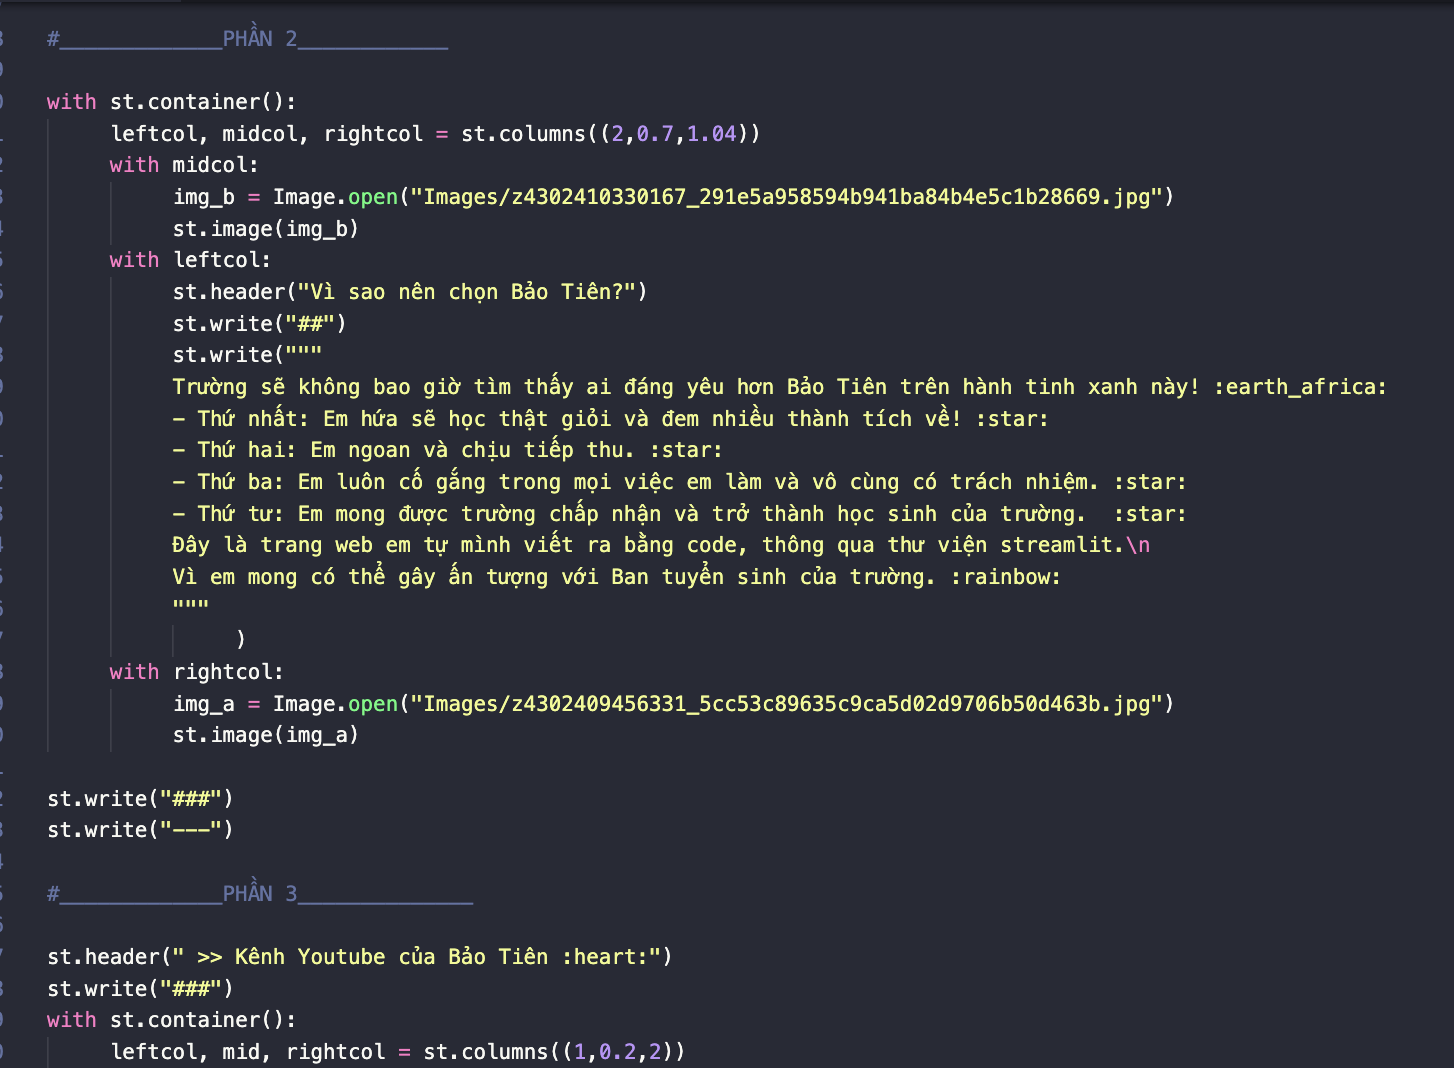 #_____________PHẦN 2____________
with st.container():
leftcol, midcol, rightcol = st.columns((2,0.7,1.04))
with midcol:
img_b = Image.open("Images/z4302410330167_291e5a958594b941ba84b4e5c1b28669.jpg")
st.image(img_b)
with leftcol:
st.header("Vì sao nên chọn Bảo Tiên?")
st.write("##")
st.write("""
Trường sẽ không bao giờ tìm thấy ai đáng yêu hơn Bảo Tiên trên hành tinh xanh này! :earth_africa:
- Thứ nhất: Em hứa sẽ học thật giỏi và đem nhiều thành tích về! :star:
- Thứ hai: Em ngoan và chịu tiếp thu. :star:
- Thứ ba: Em luôn cố gắng trong mọi việc em làm và vô cùng có trách nhiệm. :star:
- Thứ tư: Em mong được trường chấp nhận và trở thành học sinh của trường.  :star:
Đây là trang web em tự mình viết ra bằng code, thông qua thư viện streamlit.\n
Vì em mong có thể gây ấn tượng với Ban tuyển sinh của trường. :rainbow:
"""
)
with rightcol:
img_a = Image.open("Images/z4302409456331_5cc53c89635c9ca5d02d9706b50d463b.jpg")
st.image(img_a)
st.write("###")
st.write("---")
#_____________PHẦN 3______________
st.header(" >> Kênh Youtube của Bảo Tiên :heart:")
st.write("###")
with st.container():
leftcol, mid, rightcol = st.columns((1,0.2,2))